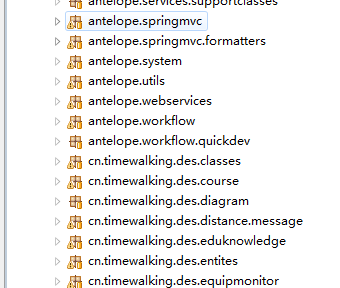 antelope.services.supportclasses
antelope.springmvc
antelope.springmvc.formatters
antelope.system
antelope.utils
antelope.webservices
antelope.workflow
antelope.workflow.quickdev
cn.timewalking.des.classes
cn.timewalking.des.course
cn.timewalking.des.diagram
cn.timewalking.des.distance.message
cn.timewalking.des.eduknowledge
cn.timewalking.des.entites
cn.timewalking.des.equipmonitor